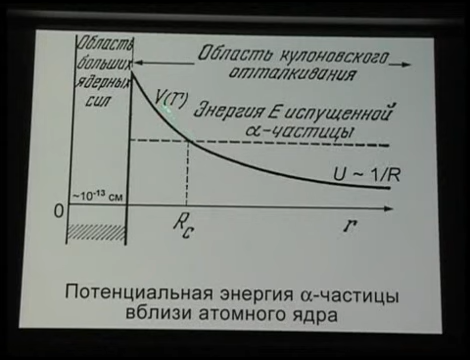 Область
больших
ядерных
сил
Область кулоновского
отталкивания
V(r)
Энергия E испущенной
α-частицы
U ~ 1/R
~10⁻¹³ см
0
R_c
r
Потенциальная энергия α-частицы
вблизи атомного ядра